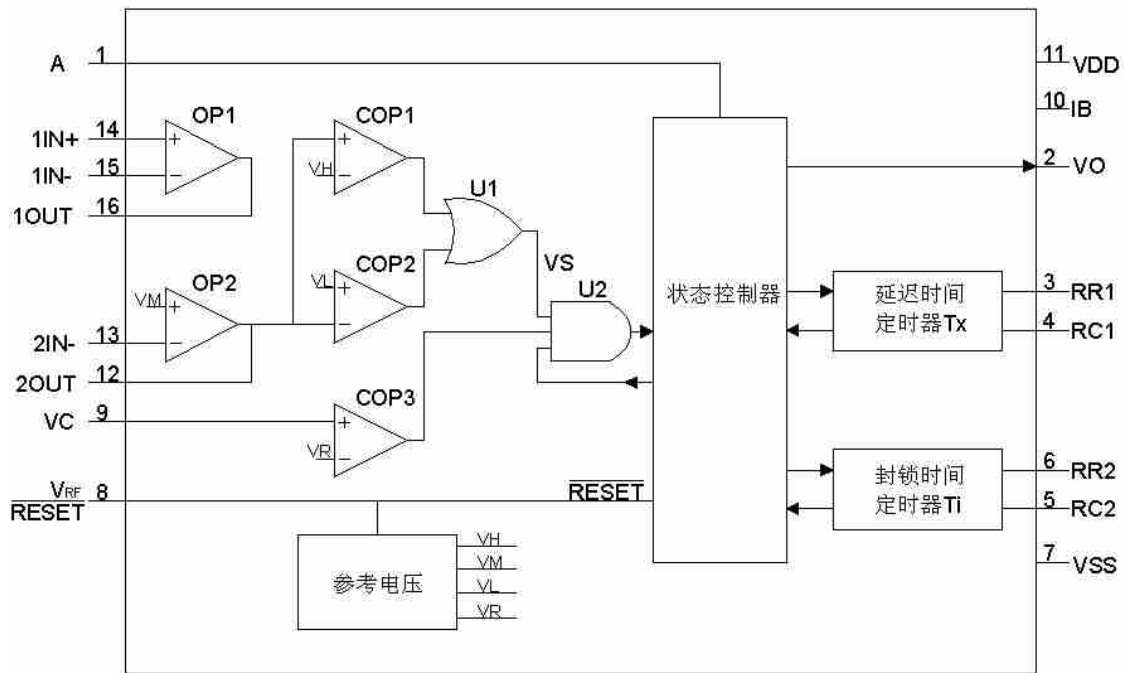 A 1
11 VDD
10 IB
OP1
COP1
1IN+ 14
+
+
1IN- 15
−
VH −
2 VO
1OUT 16
U1
OP2
COP2
VS
VM +
VL +
U2
状态控制器
延迟时间
定时器Tx
3 RR1
4 RC1
2IN- 13
−
−
2OUT 12
COP3
VC 9
+
VR −
封锁时间
定时器Ti
6 RR2
5 RC2
VRF 8
RESET
RESET
7 VSS
参考电压
VH
VM
VL
VR